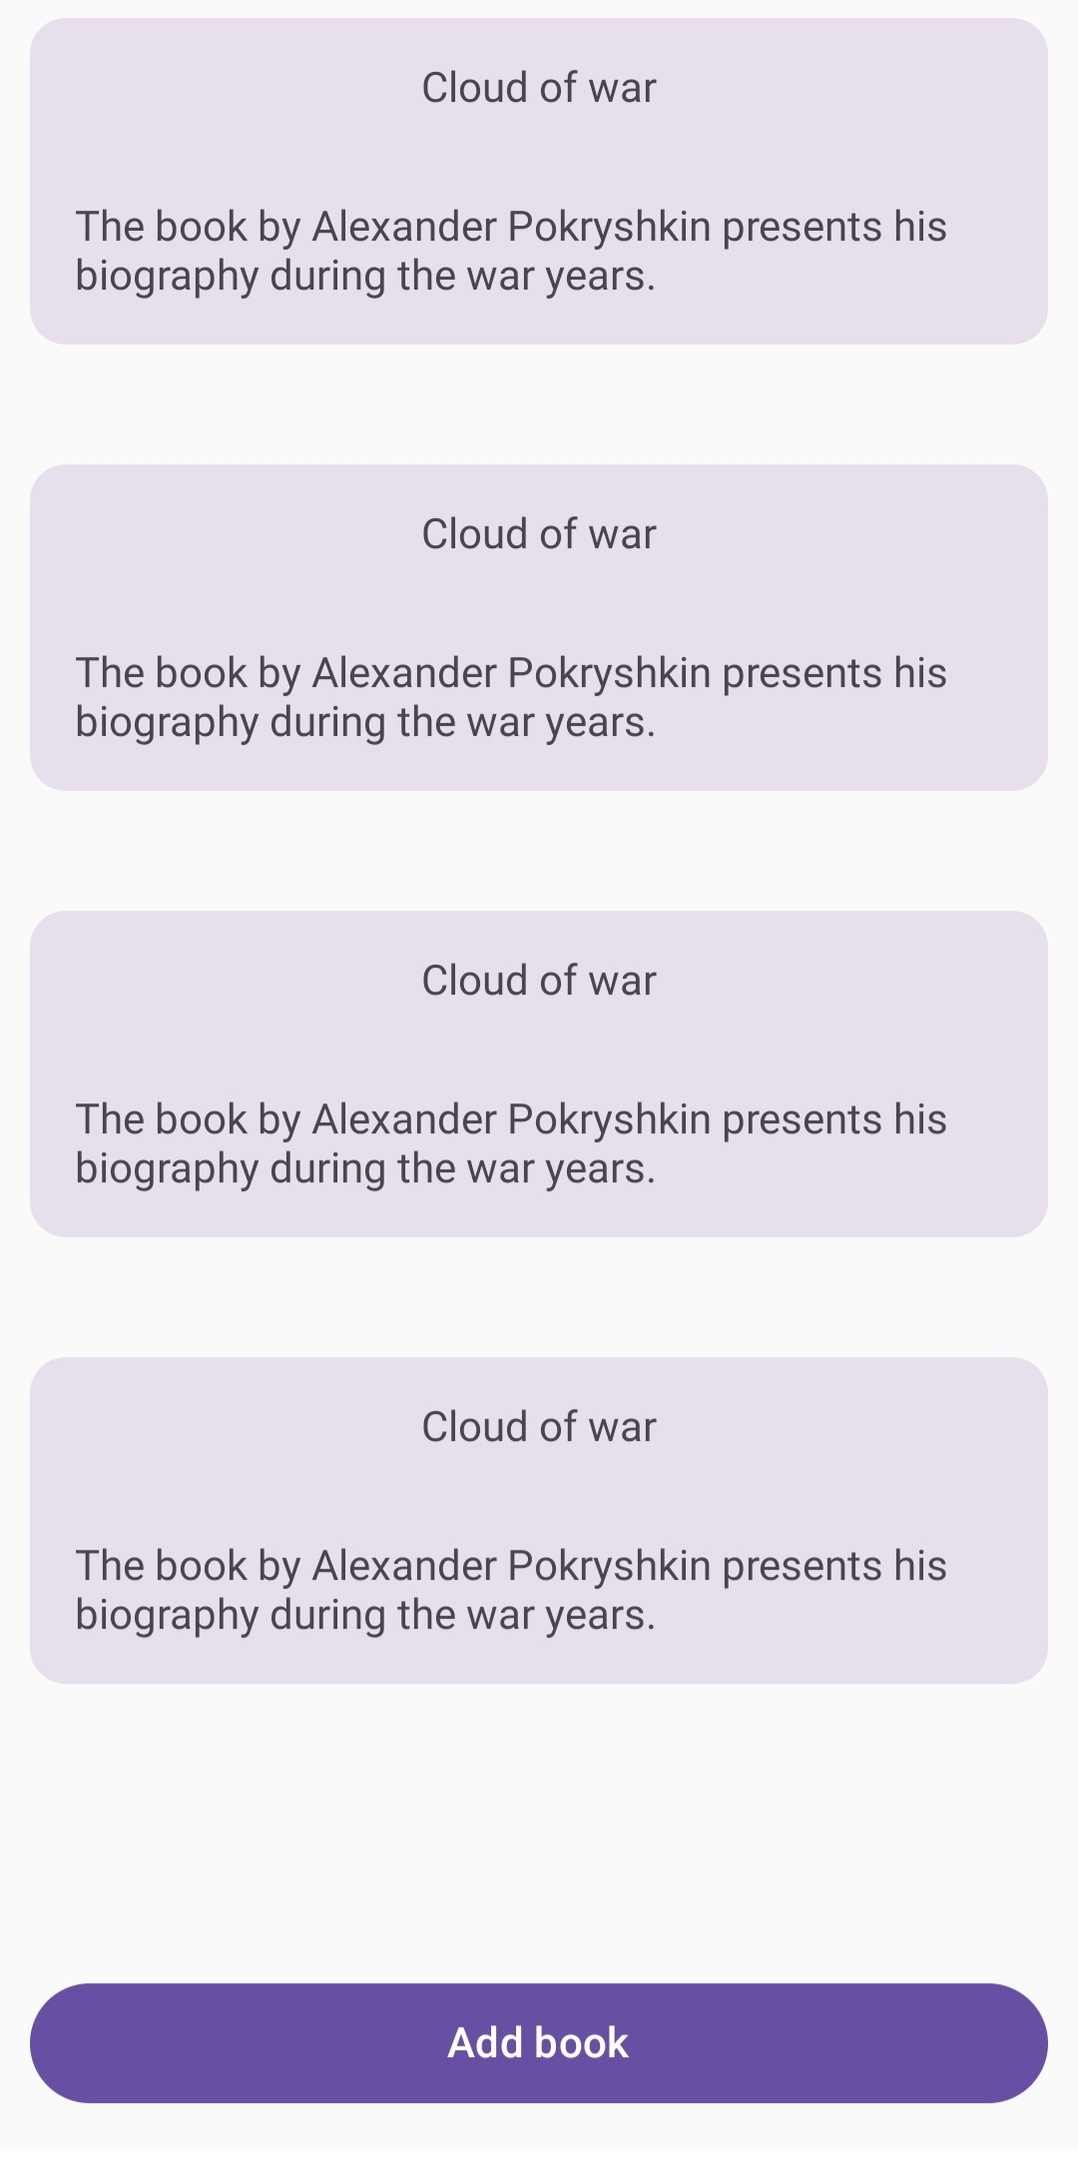 Cloud of war
The book by Alexander Pokryshkin presents his
biography during the war years.
Cloud of war
The book by Alexander Pokryshkin presents his
biography during the war years.
Cloud of war
The book by Alexander Pokryshkin presents his
biography during the war years.
Cloud of war
The book by Alexander Pokryshkin presents his
biography during the war years.
Add book